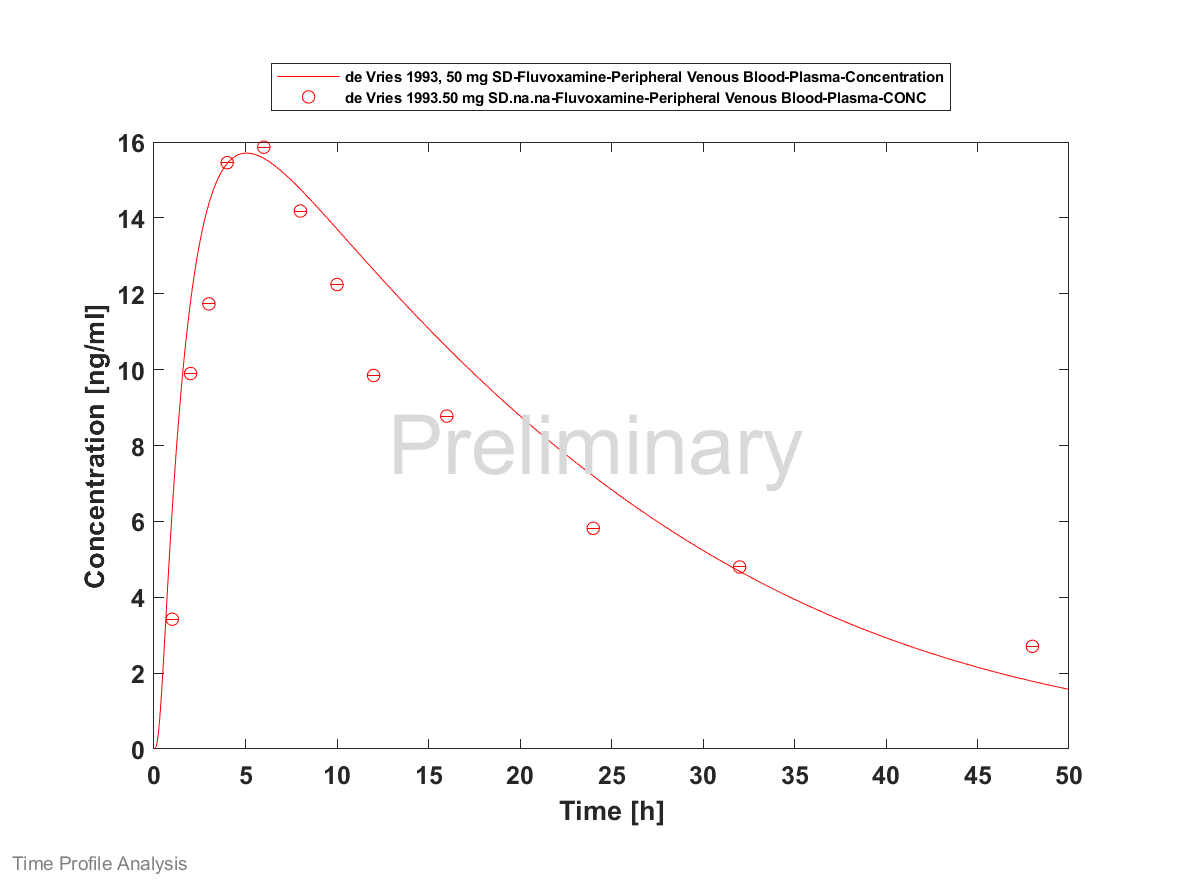 de Vries 1993, 50 mg SD-Fluvoxamine-Peripheral Venous Blood-Plasma-Concentration
de Vries 1993.50 mg SD.na.na-Fluvoxamine-Peripheral Venous Blood-Plasma-CONC
16
14
12
10
8
6
4
2
0
Concentration [ng/ml]
Preliminary
0 5 10 15 20 25 30 35 40 45 50
Time [h]
Time Profile Analysis